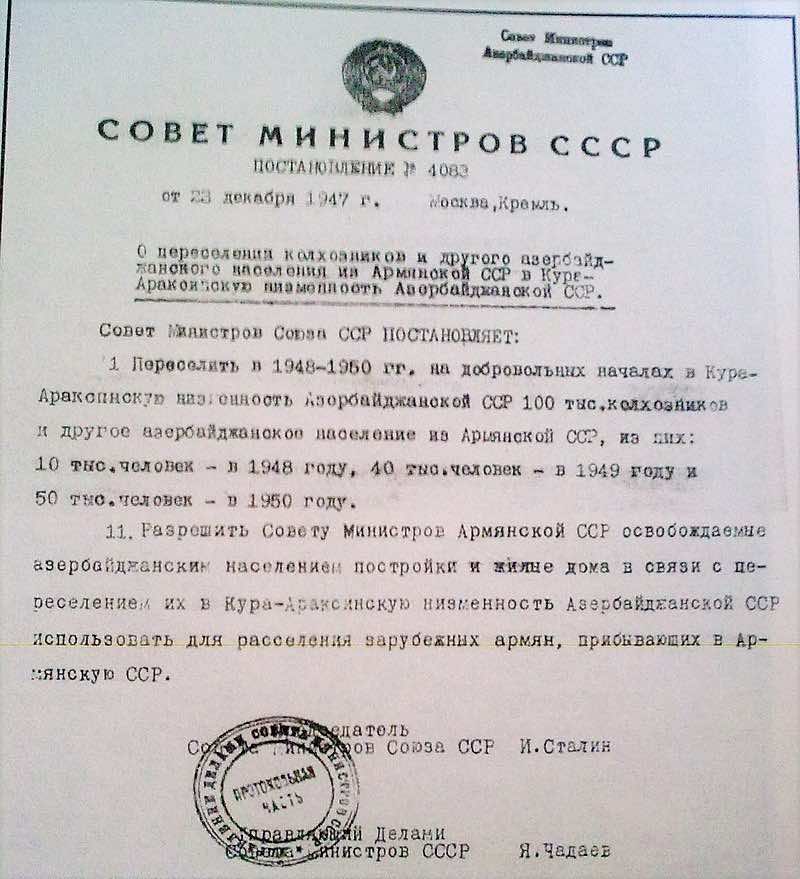 Совет Министров
Азербайджанской ССР
СОВЕТ МИНИСТРОВ СССР
ПОСТАНОВЛЕНИЕ № 4083
от 23 декабря 1947 г. Москва,Кремль.
О переселении колхозников и другого азербайд-
жанского населения из Армянской ССР в Кура-
Араксинскую низменность Азербайджанской ССР.
Совет Министров Союза ССР ПОСТАНОВЛЯЕТ:
1 Переселить в 1948-1950 гг. на добровольных началах в Кура-
Араксинскую низменность Азербайджанской ССР 100 тыс.колхозников
и другое азербайджанское население из Армянской ССР, из них:
10 тыс.человек - в 1948 году, 40 тыс.человек - в 1949 году и
50 тыс.человек - в 1950 году.
11. Разрешить Совету Министров Армянской ССР освобождаемые
азербайджанским населением постройки и жилые дома в связи с пе-
реселением их в Кура-Араксинскую низменность Азербайджанской ССР
использовать для расселения зарубежных армян, прибывающих в Ар-
мянскую ССР.
Председатель
Совета Министров Союза ССР И.Сталин
ПРОТОКОЛЬНАЯ
ЧАСТЬ
Управляющий Делами
Совета Министров СССР Я.Чадаев